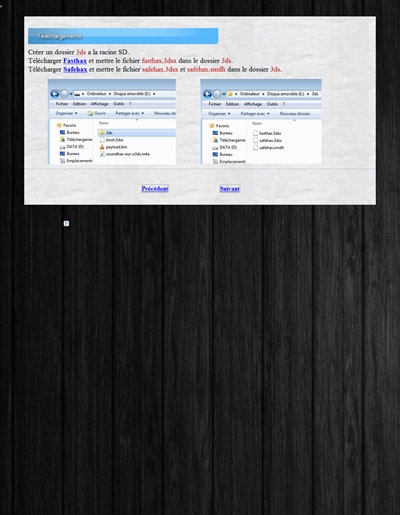 Téléchargements
Créer un dossier 3ds a la racine SD.
Télécharger Fasthax et mettre le fichier fasthax.3dsx dans le dossier 3ds.
Télécharger Safehax et mettre le fichier safehax.3dsx et safehax.smdh dans le dossier 3ds.
Ordinateur ▸ Disque amovible (E:) ▸
Fichier Edition Affichage Outils ?
Organiser Ouvrir Partager avec Nouveau do
Favoris
Bureau
Téléchargeme
DATA (D)
Bureau
Emplacements
Nom
3ds
boot.3dsx
payload.bin
soundhax-eur-o3ds.m4a
Ordinateur ▸ Disque amovible (E:) ▸ 3ds
Fichier Edition Affichage Outils ?
Organiser Partager avec Nouveau dossier
Favoris
Bureau
Téléchargeme
DATA (D)
Bureau
Emplacements
Nom
fasthax.3dsx
safehax.3dsx
safehax.smdh
Précédent Suivant